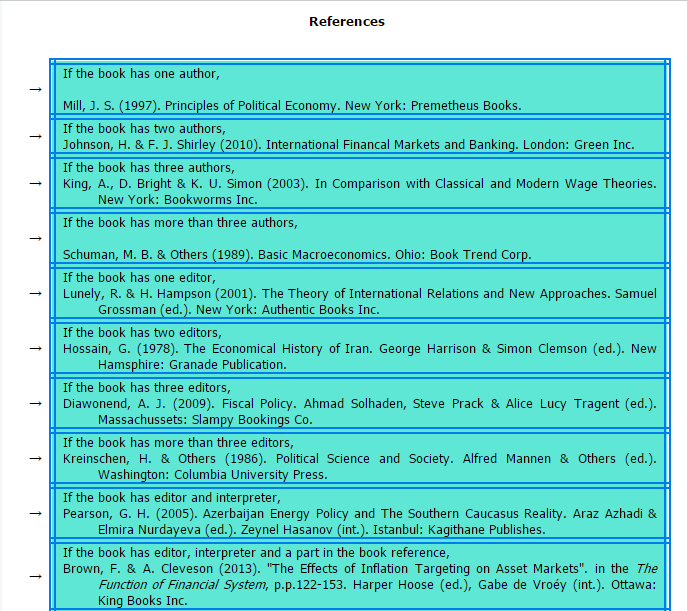 References
→ If the book has one author,
Mill, J. S. (1997). Principles of Political Economy. New York: Premetheus Books.
→ If the book has two authors,
Johnson, H. & F. J. Shirley (2010). International Financal Markets and Banking. London: Green Inc.
→ If the book has three authors,
King, A., D. Bright & K. U. Simon (2003). In Comparison with Classical and Modern Wage Theories.
New York: Bookworms Inc.
→ If the book has more than three authors,
Schuman, M. B. & Others (1989). Basic Macroeconomics. Ohio: Book Trend Corp.
→ If the book has one editor,
Lunely, R. & H. Hampson (2001). The Theory of International Relations and New Approaches. Samuel
Grossman (ed.). New York: Authentic Books Inc.
→ If the book has two editors,
Hossain, G. (1978). The Economical History of Iran. George Harrison & Simon Clemson (ed.). New
Hamsphire: Granade Publication.
→ If the book has three editors,
Diawonend, A. J. (2009). Fiscal Policy. Ahmad Solhaden, Steve Prack & Alice Lucy Tragent (ed.).
Massachussets: Slampy Bookings Co.
→ If the book has more than three editors,
Kreinschen, H. & Others (1986). Political Science and Society. Alfred Mannen & Others (ed.).
Washington: Columbia University Press.
→ If the book has editor and interpreter,
Pearson, G. H. (2005). Azerbaijan Energy Policy and The Southern Caucasus Reality. Araz Azhadi &
Elmira Nurdayeva (ed.). Zeynel Hasanov (int.). Istanbul: Kagithane Publishes.
→ If the book has editor, interpreter and a part in the book reference,
Brown, F. & A. Cleveson (2013). "The Effects of Inflation Targeting on Asset Markets". in the The
Function of Financial System, p.p.122-153. Harper Hoose (ed.), Gabe de Vroéy (int.). Ottawa:
King Books Inc.